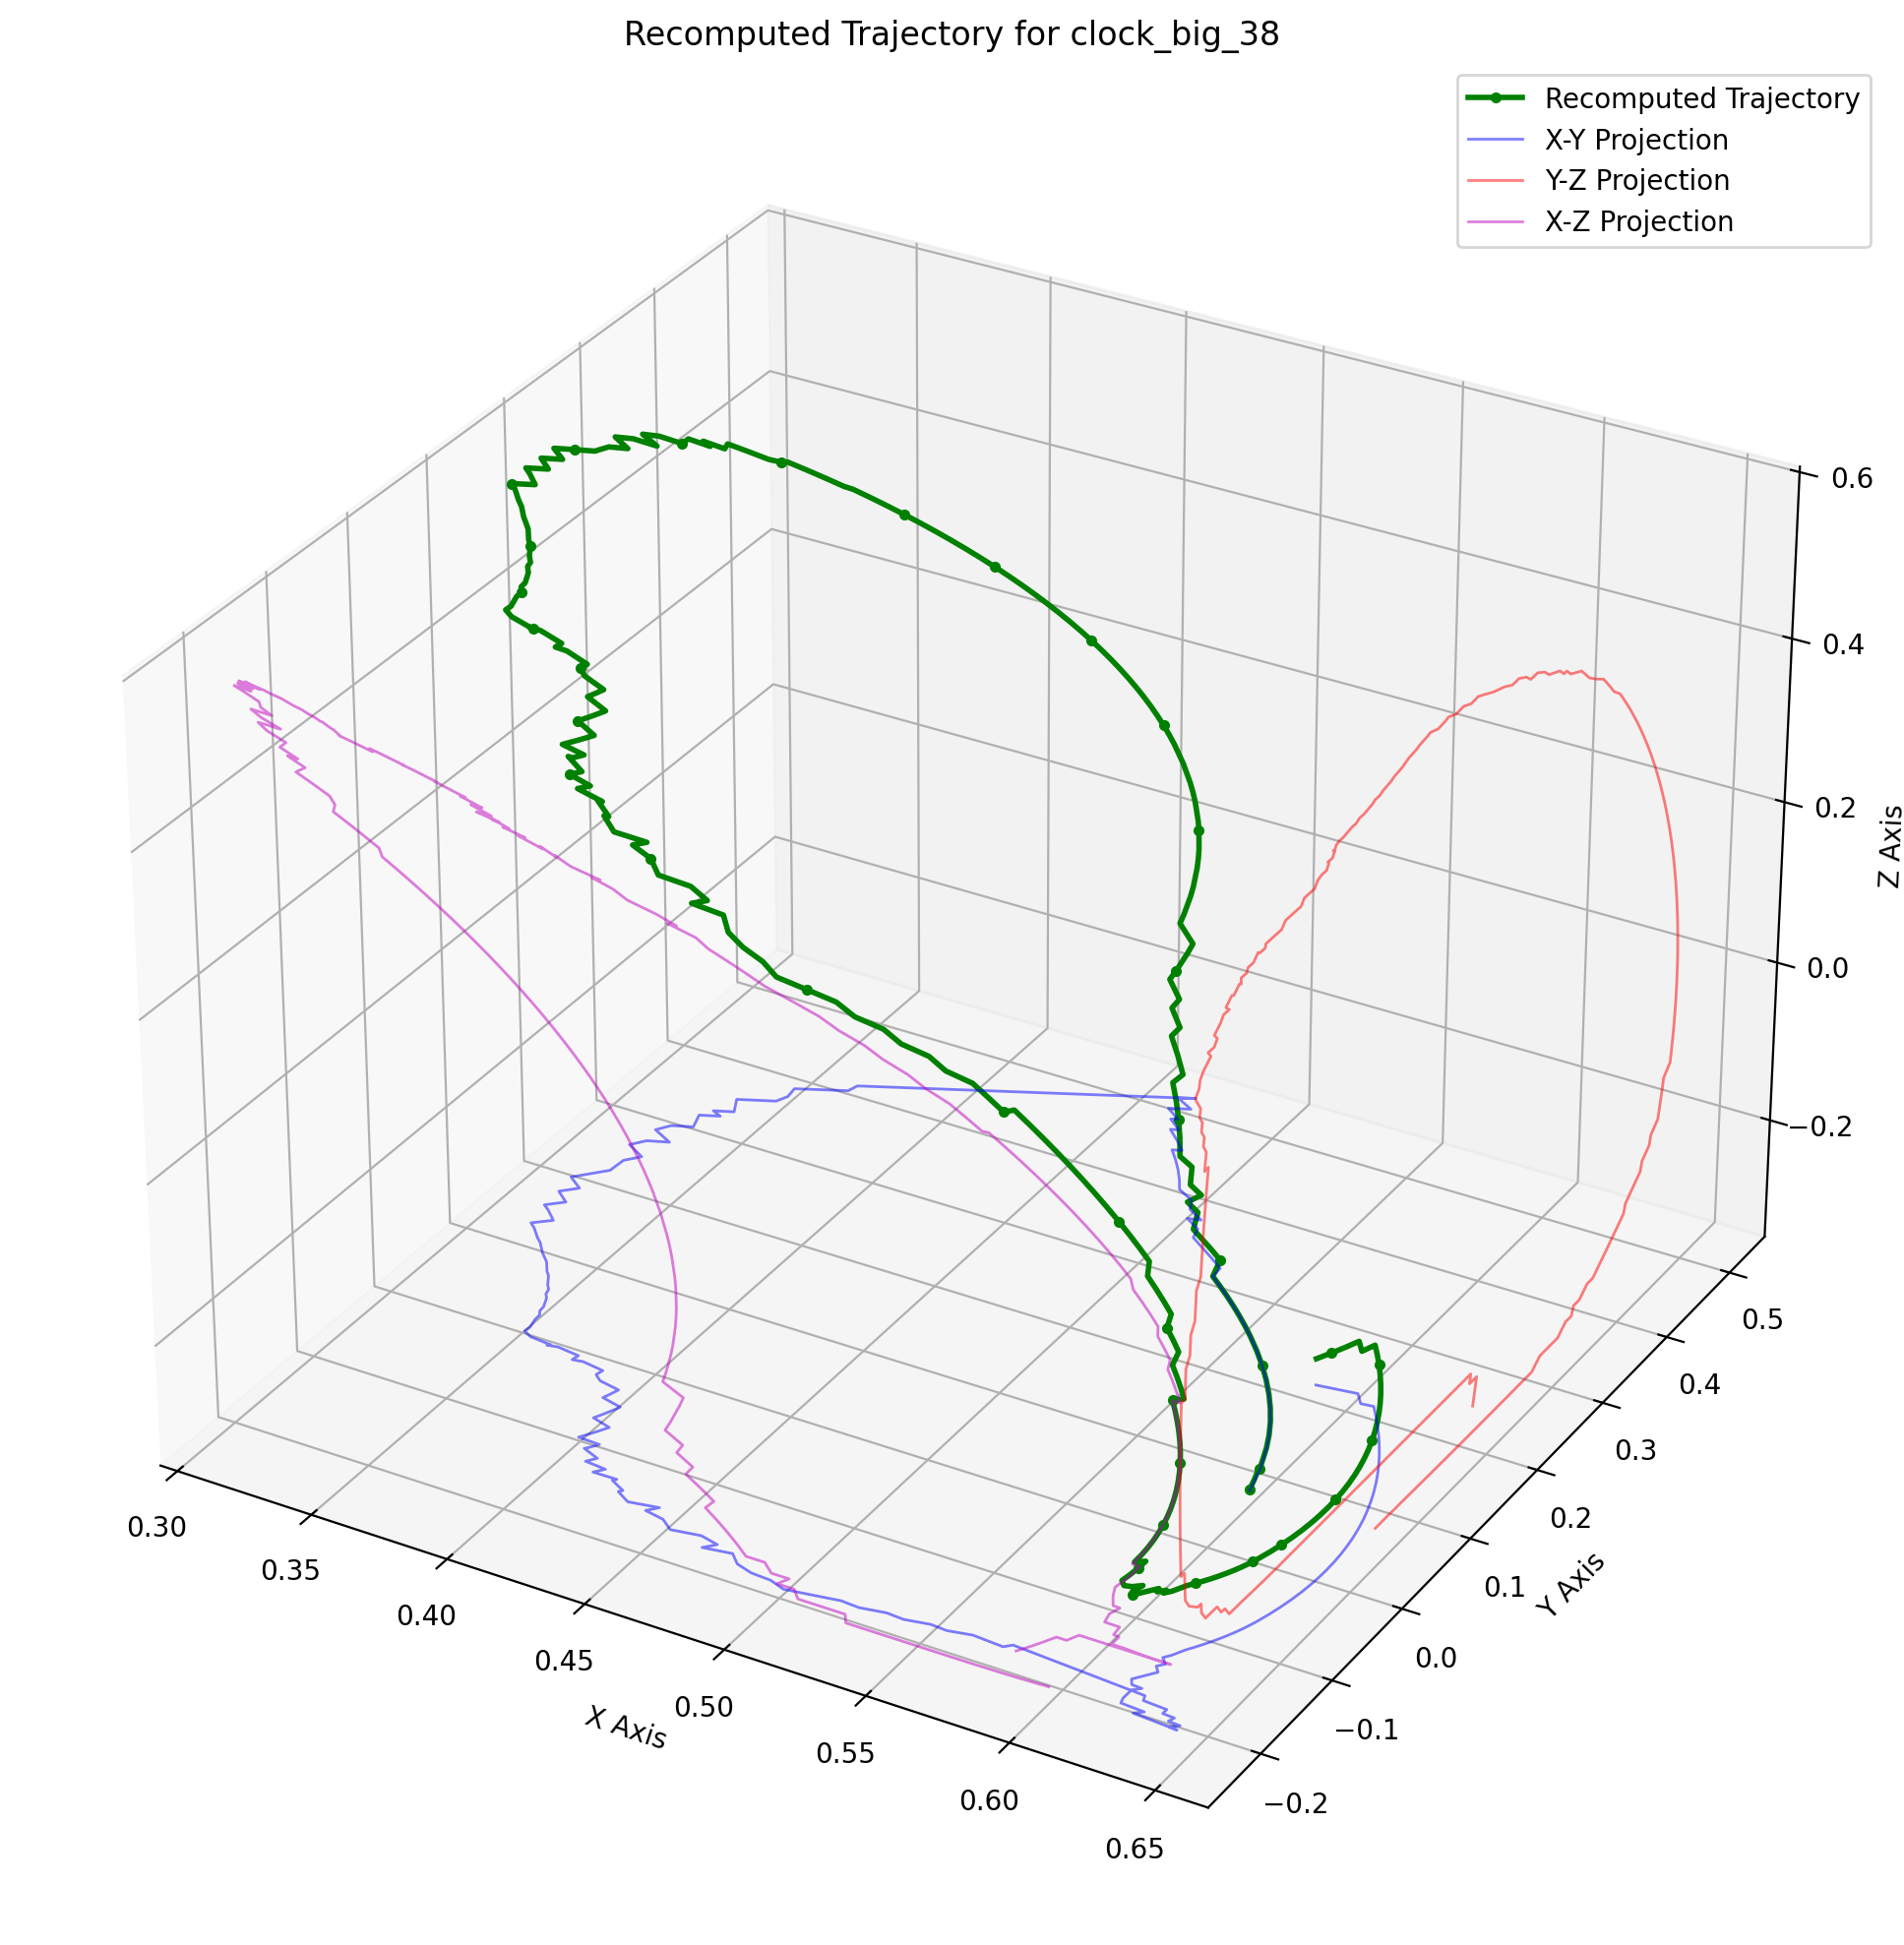 Recomputed Trajectory for clock_big_38
Recomputed Trajectory
X-Y Projection
Y-Z Projection
X-Z Projection
0.6
0.4
0.2
0.0
−0.2
Z Axis
0.30
0.35
0.40
0.45
0.50
0.55
0.60
0.65
X Axis
0.5
0.4
0.3
0.2
0.1
0.0
−0.1
−0.2
Y Axis